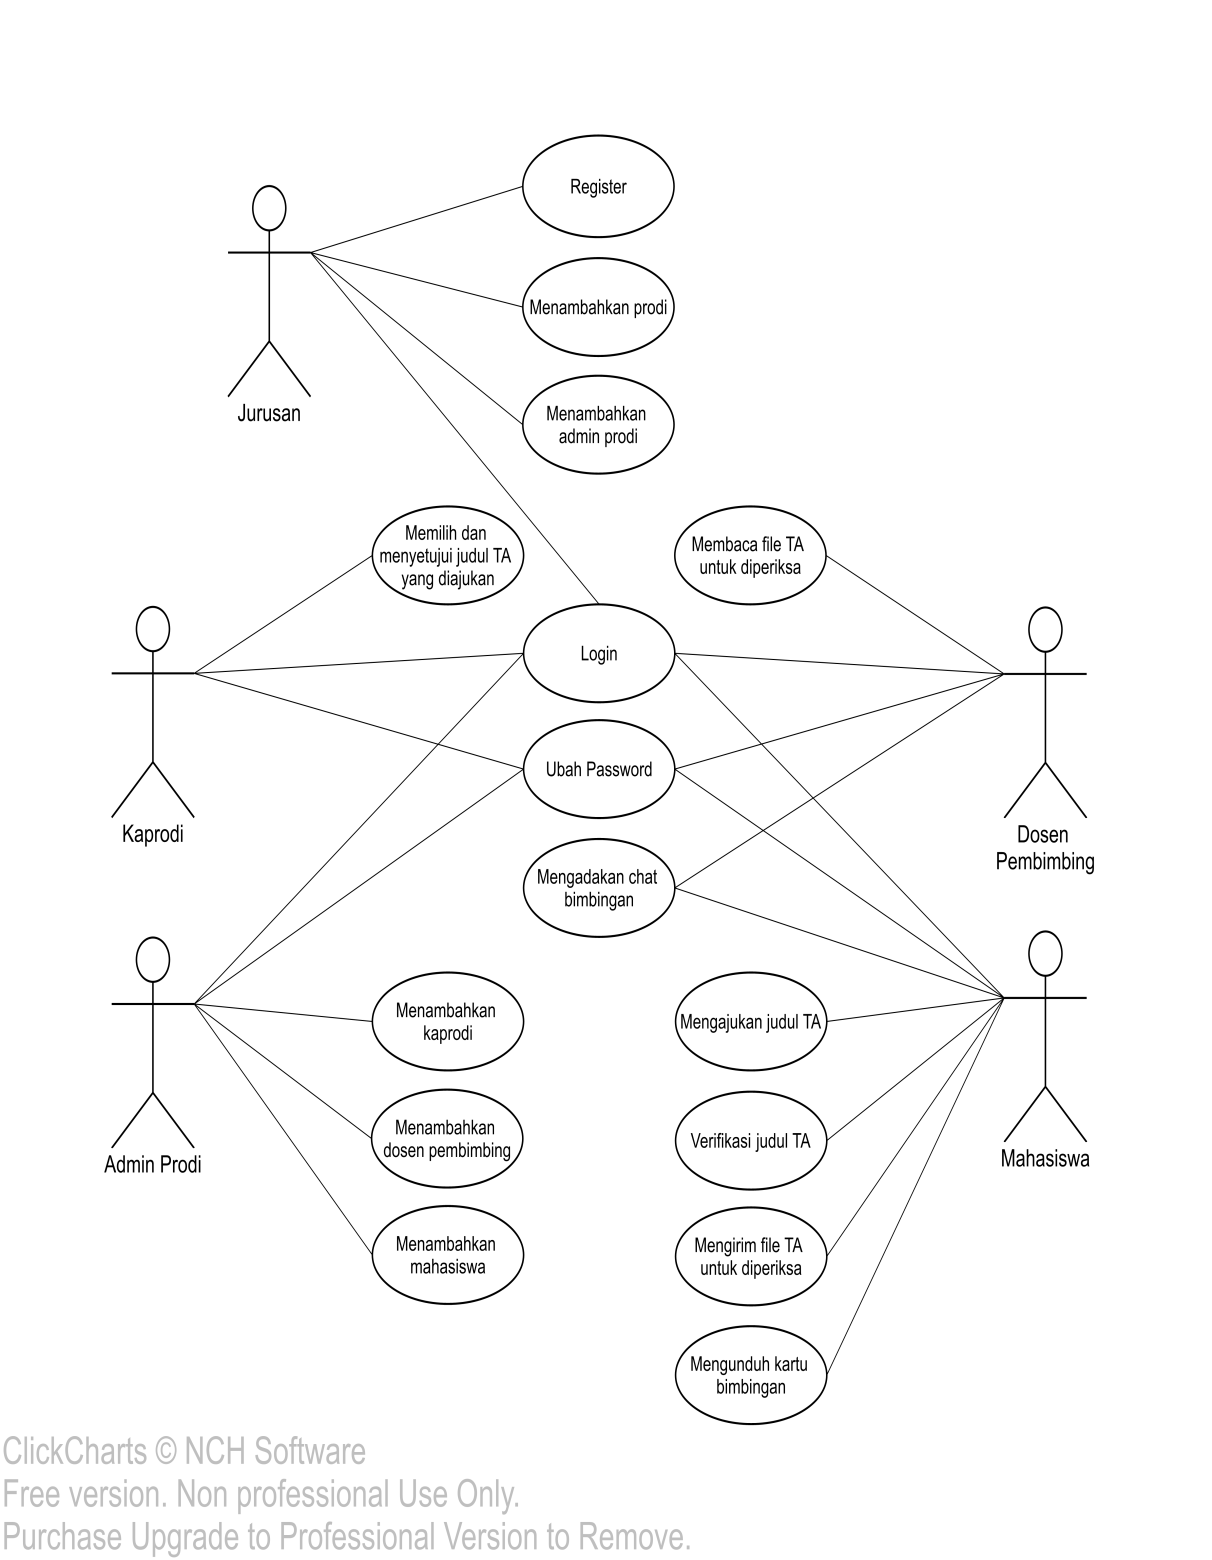 Register
Menambahkan prodi
Menambahkan
admin prodi
Jurusan
Memilih dan
menyetujui judul TA
yang diajukan
Membaca file TA
untuk diperiksa
Login
Ubah Password
Kaprodi
Dosen
Pembimbing
Mengadakan chat
bimbingan
Menambahkan
kaprodi
Mengajukan judul TA
Menambahkan
dosen pembimbing
Verifikasi judul TA
Admin Prodi
Mahasiswa
Menambahkan
mahasiswa
Mengirim file TA
untuk diperiksa
Mengunduh kartu
bimbingan
ClickCharts © NCH Software
Free version. Non professional Use Only.
Purchase Upgrade to Professional Version to Remove.